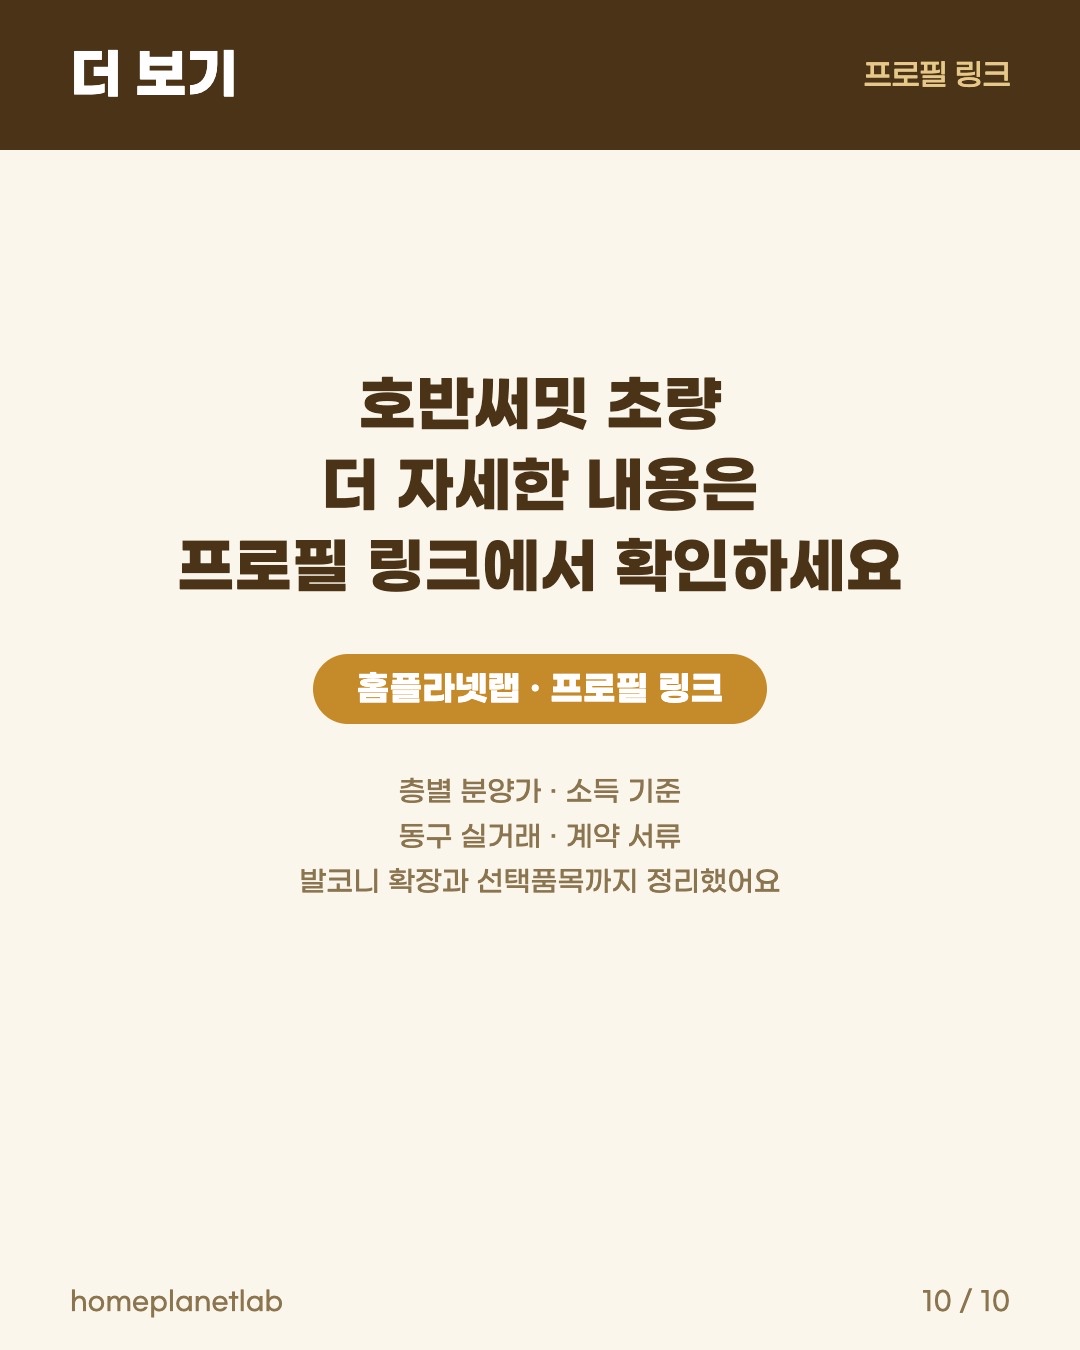 더 보기
프로필 링크
호반써밋 초량
더 자세한 내용은
프로필 링크에서 확인하세요
홈플라넷랩 · 프로필 링크
층별 분양가 · 소득 기준
동구 실거래 · 계약 서류
발코니 확장과 선택품목까지 정리했어요
homeplanetlab
10 / 10